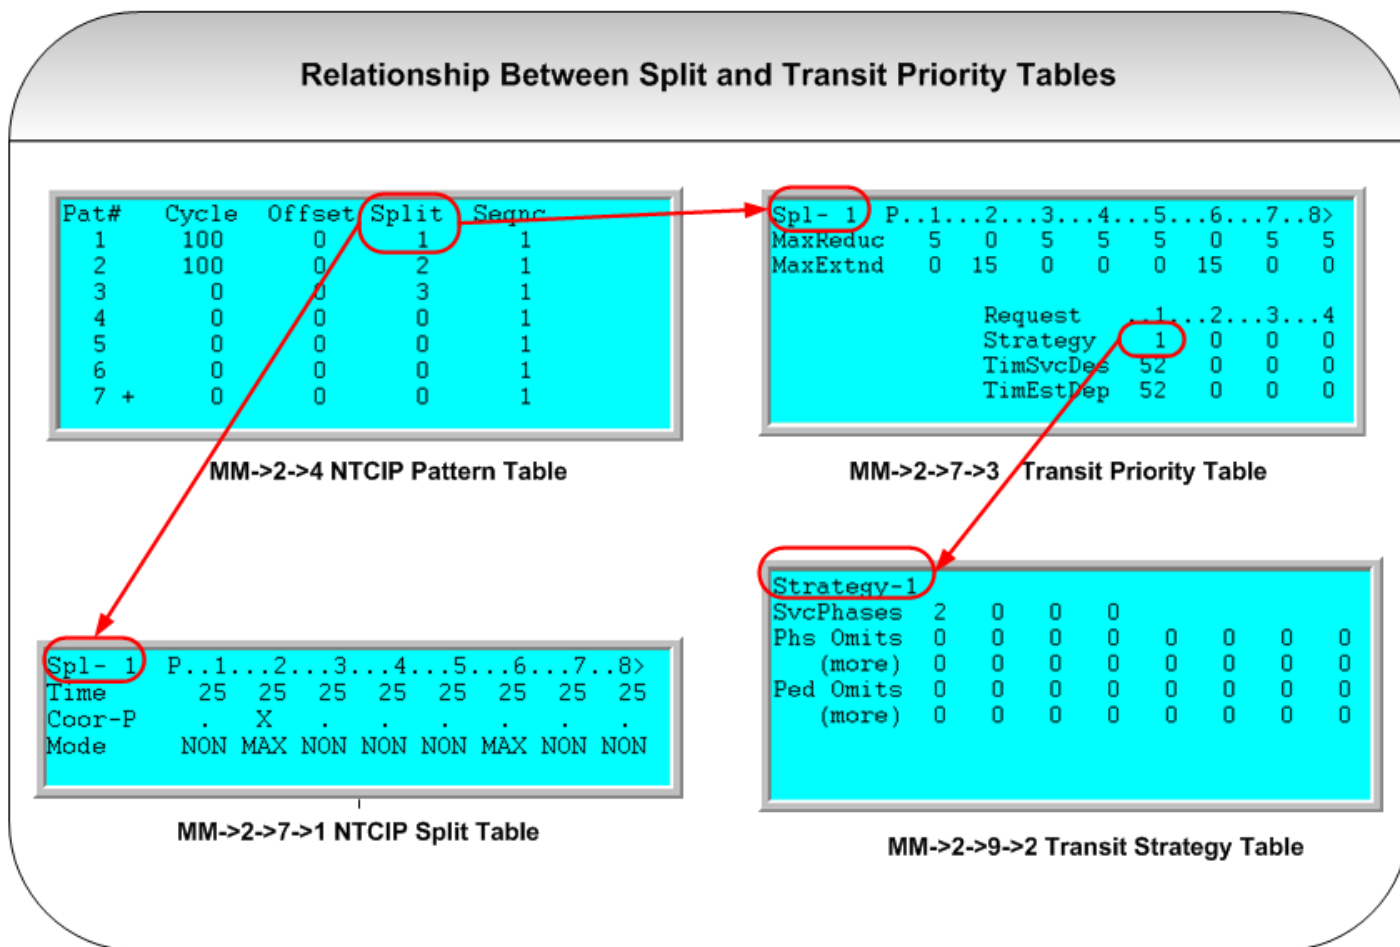 Relationship Between Split and Transit Priority Tables
Pat# Cycle Offset Split Seqnc
1 100 0 1 1
2 100 0 2 1
3 0 0 3 1
4 0 0 0 1
5 0 0 0 1
6 0 0 0 1
7 + 0 0 0 1
MM->2->4 NTCIP Pattern Table
Spl- 1 P..1...2...3...4...5...6...7..8>
MaxReduc 5 0 5 5 5 0 5 5
MaxExtnd 0 15 0 0 0 15 0 0
Request ..1...2...3...4
Strategy 1 0 0 0
TimSvcDes 52 0 0 0
TimEstDep 52 0 0 0
MM->2->7->3 Transit Priority Table
Spl- 1 P..1...2...3...4...5...6...7..8>
Time 25 25 25 25 25 25 25 25
Coor-P . X . . . . . .
Mode NON MAX NON NON NON MAX NON NON
MM->2->7->1 NTCIP Split Table
Strategy-1
SvcPhases 2 0 0 0
Phs Omits 0 0 0 0 0 0 0 0
(more) 0 0 0 0 0 0 0 0
Ped Omits 0 0 0 0 0 0 0 0
(more) 0 0 0 0 0 0 0 0
MM->2->9->2 Transit Strategy Table